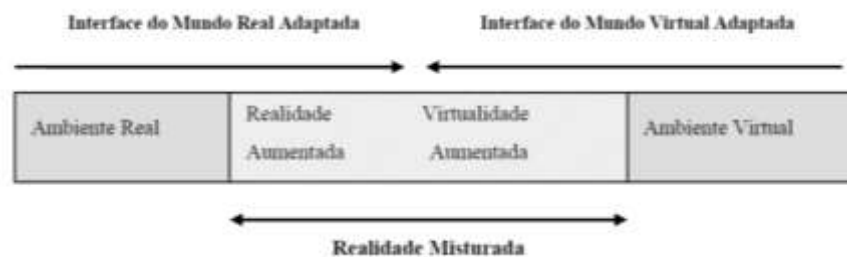 Interface do Mundo Real Adaptada Interface do Mundo Virtual Adaptada
Ambiente Real
Realidade
Aumentada
Virtualidade
Aumentada
Ambiente Virtual
Realidade Misturada